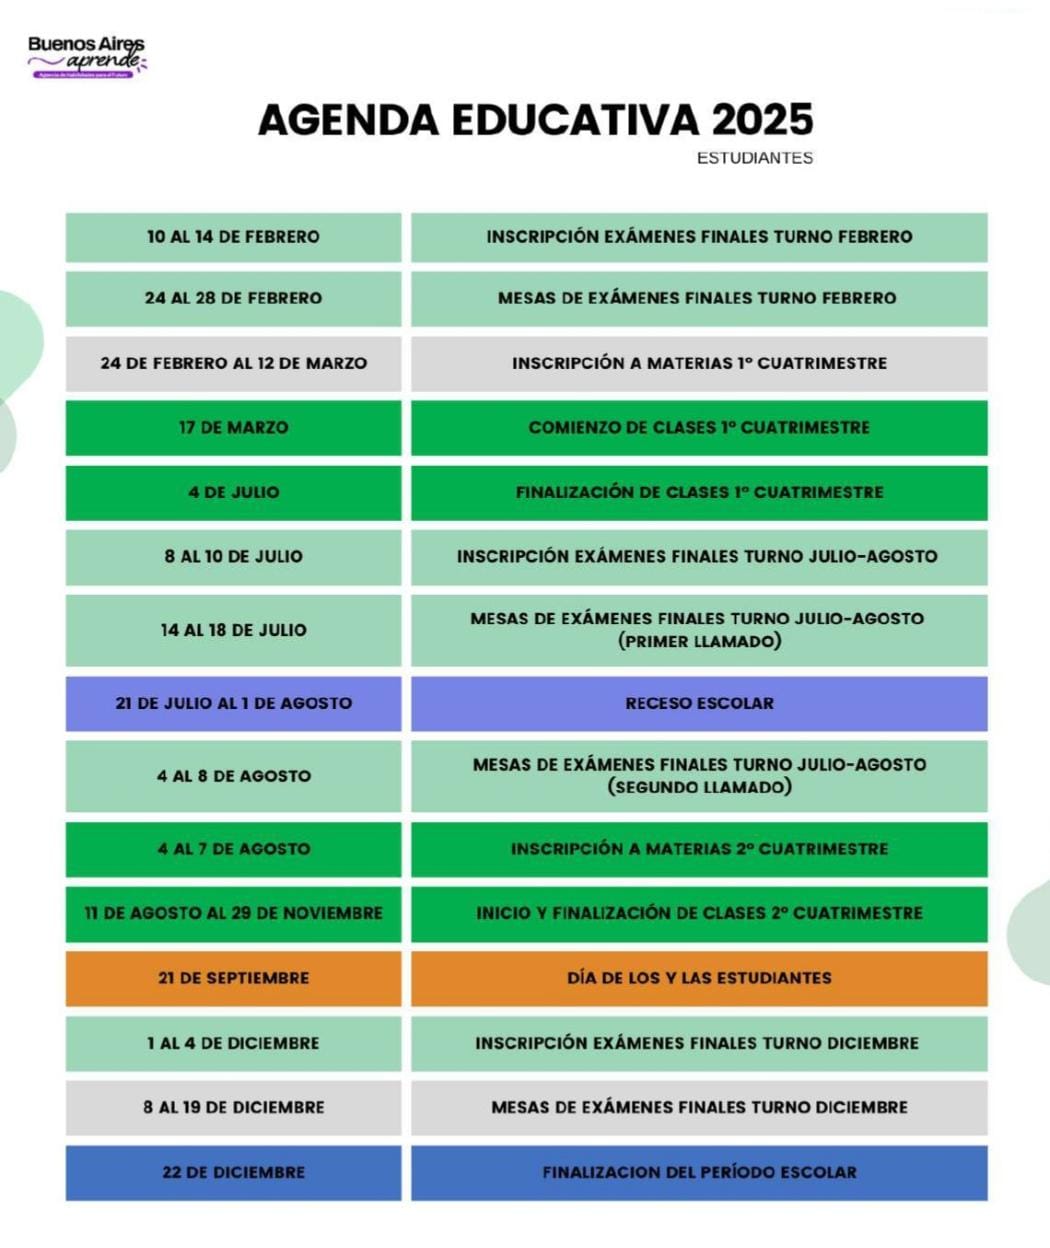 Buenos Aires
aprende
Agencia de Habilidades para el Futuro
AGENDA EDUCATIVA 2025
ESTUDIANTES
10 AL 14 DE FEBRERO
INSCRIPCIÓN EXÁMENES FINALES TURNO FEBRERO
24 AL 28 DE FEBRERO
MESAS DE EXÁMENES FINALES TURNO FEBRERO
24 DE FEBRERO AL 12 DE MARZO
INSCRIPCIÓN A MATERIAS 1° CUATRIMESTRE
17 DE MARZO
COMIENZO DE CLASES 1° CUATRIMESTRE
4 DE JULIO
FINALIZACIÓN DE CLASES 1° CUATRIMESTRE
8 AL 10 DE JULIO
INSCRIPCIÓN EXÁMENES FINALES TURNO JULIO-AGOSTO
14 AL 18 DE JULIO
MESAS DE EXÁMENES FINALES TURNO JULIO-AGOSTO
(PRIMER LLAMADO)
21 DE JULIO AL 1 DE AGOSTO
RECESO ESCOLAR
4 AL 8 DE AGOSTO
MESAS DE EXÁMENES FINALES TURNO JULIO-AGOSTO
(SEGUNDO LLAMADO)
4 AL 7 DE AGOSTO
INSCRIPCIÓN A MATERIAS 2° CUATRIMESTRE
11 DE AGOSTO AL 29 DE NOVIEMBRE
INICIO Y FINALIZACIÓN DE CLASES 2° CUATRIMESTRE
21 DE SEPTIEMBRE
DÍA DE LOS Y LAS ESTUDIANTES
1 AL 4 DE DICIEMBRE
INSCRIPCIÓN EXÁMENES FINALES TURNO DICIEMBRE
8 AL 19 DE DICIEMBRE
MESAS DE EXÁMENES FINALES TURNO DICIEMBRE
22 DE DICIEMBRE
FINALIZACION DEL PERÍODO ESCOLAR